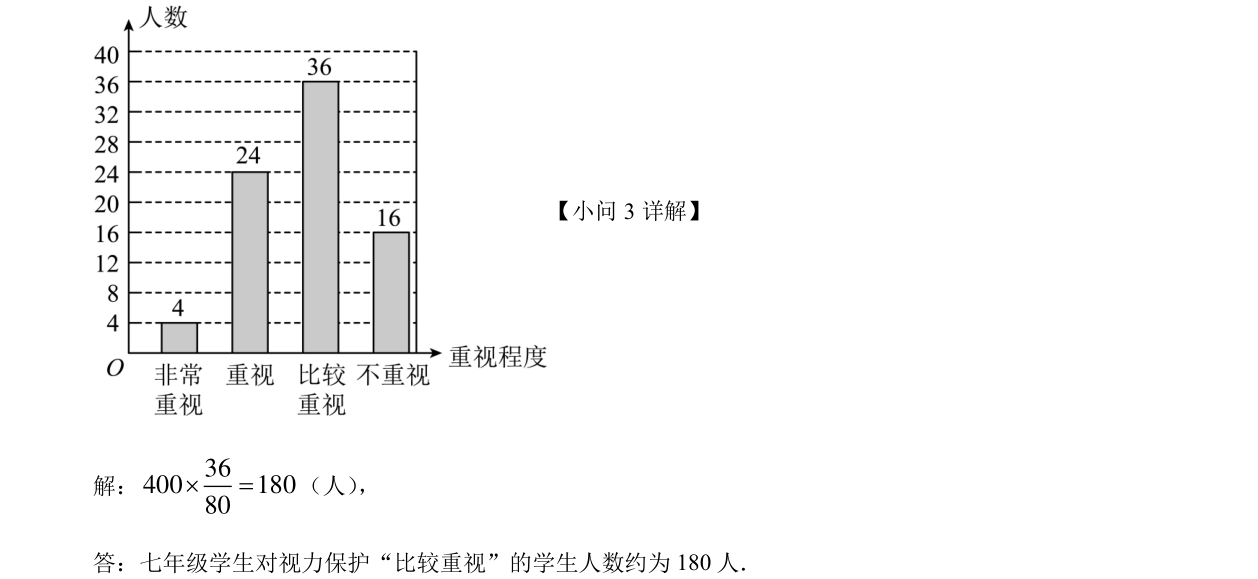 人数
40
36
36
32
28
24
24
20
16
16
12
8
4
4
O
重视程度
非常重视
重视
比较重视
不重视
【小问 3 详解】
解：400×36/80=180（人），
答：七年级学生对视力保护“比较重视”的学生人数约为 180 人．